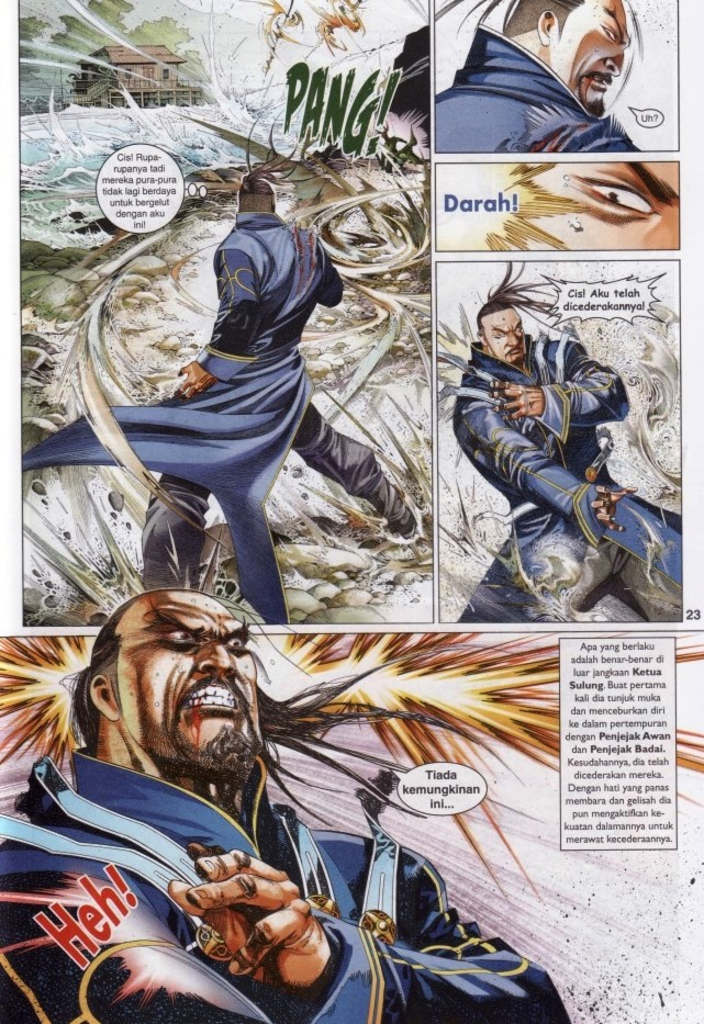 PANG!
Cis! Rupa-
rupanya tadi
mereka pura-pura
tidak lagi berdaya
untuk bergelut
dengan aku
ini!
Uh?
Darah!
Cis! Aku telah
dicederakannya!
23
Apa yang berlaku
adalah benar-benar di
luar jangkaan Ketua
Sulung. Buat pertama
kali dia tunjuk muka
dan menceburkan diri
ke dalam pertempuran
dengan Penjejak Awan
dan Penjejak Badai.
Kesudahannya, dia telah
dicederakan mereka.
Dengan hati yang panas
membara dan gelisah dia
pun mengaktifkan ke-
kuatan dalamannya untuk
merawat kecederaannya.
Tiada
kemungkinan
ini...
Heh!